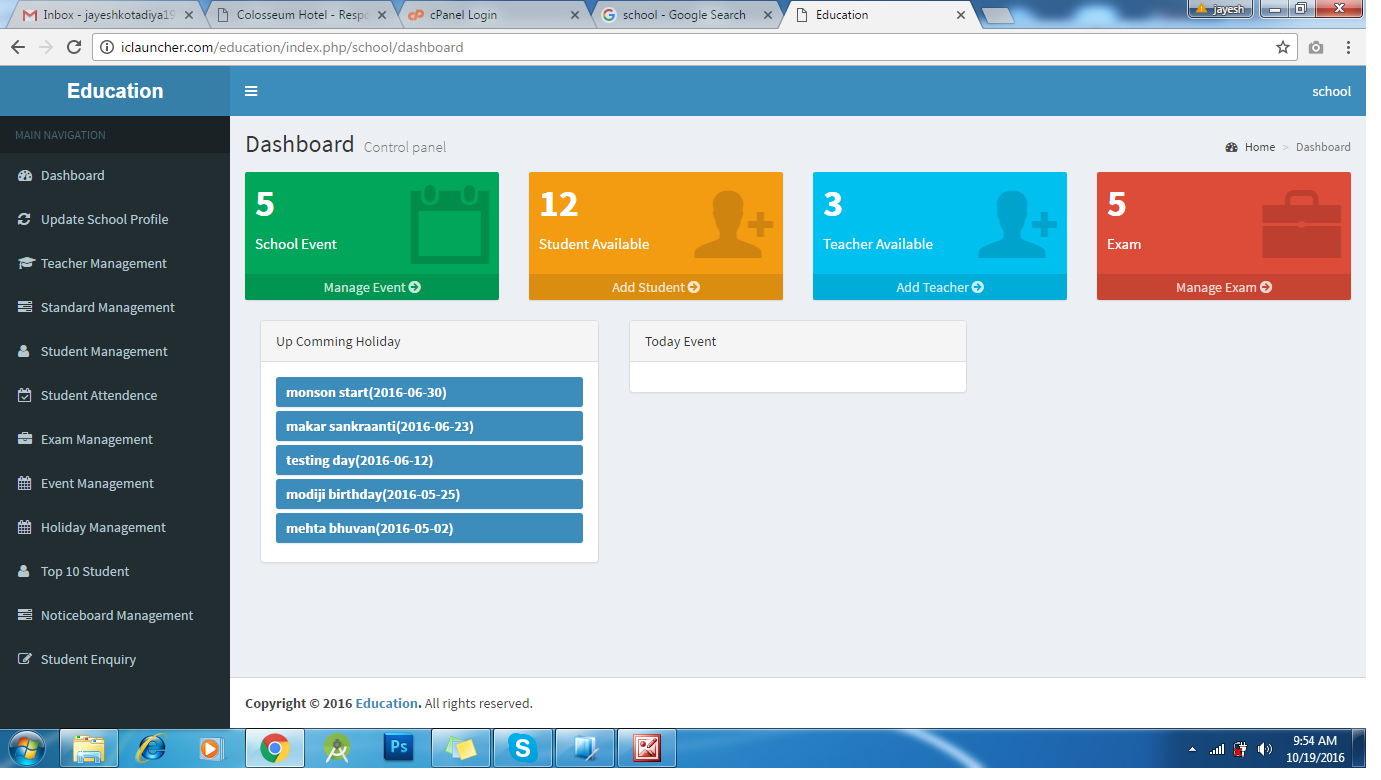 Inbox - jayeshkotadiya19
Colosseum Hotel - Respo
cPanel Login
school - Google Search
Education
jayesh
iclauncher.com/education/index.php/school/dashboard
Education
school
MAIN NAVIGATION
Dashboard
Update School Profile
Teacher Management
Standard Management
Student Management
Student Attendence
Exam Management
Event Management
Holiday Management
Top 10 Student
Noticeboard Management
Student Enquiry
Dashboard Control panel
Home > Dashboard
5
School Event
Manage Event
12
Student Available
Add Student
3
Teacher Available
Add Teacher
5
Exam
Manage Exam
Up Comming Holiday
monson start(2016-06-30)
makar sankraanti(2016-06-23)
testing day(2016-06-12)
modiji birthday(2016-05-25)
mehta bhuvan(2016-05-02)
Today Event
Copyright © 2016 Education. All rights reserved.
Ps
9:54 AM
10/19/2016